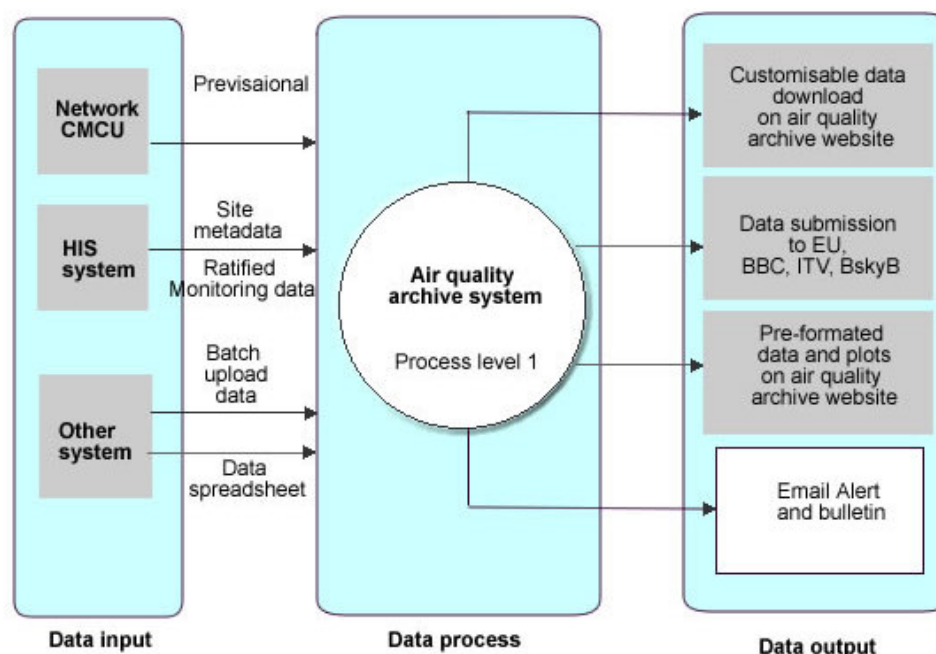 Network
CMCU
Previsaional
HIS
system
Site
metadata
Ratified
Monitoring data
Other
system
Batch
upload
data
Data
spreadsheet
Air quality
archive system
Process level 1
Customisable data
download
on air quality
archive website
Data submission
to EU,
BBC, ITV, BskyB
Pre-formated
data and plots
on air quality
archive website
Email Alert
and bulletin
Data input
Data process
Data output